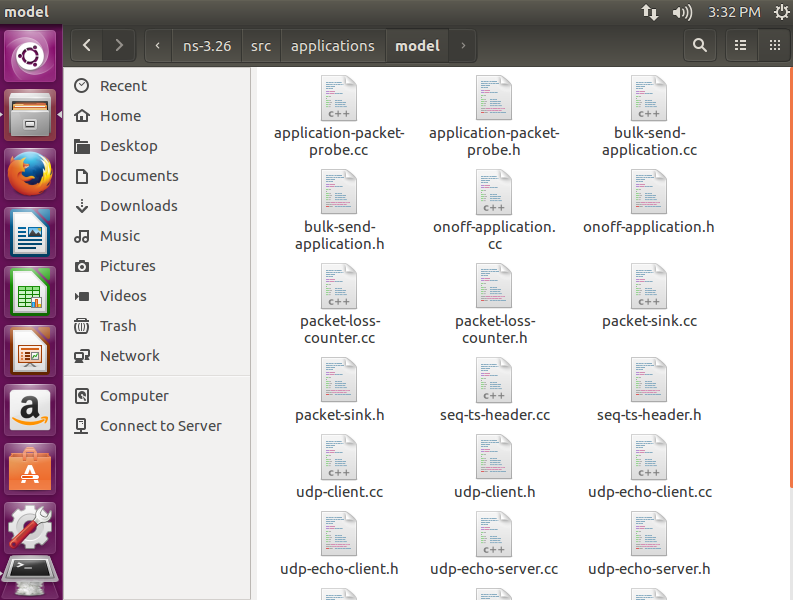 model
3:32 PM
ns-3.26
src
applications
model
Recent
Home
Desktop
Documents
Downloads
Music
Pictures
Videos
Trash
Network
Computer
Connect to Server
application-packet-
probe.cc
application-packet-
probe.h
bulk-send-
application.cc
bulk-send-
application.h
onoff-application.
cc
onoff-application.h
packet-loss-
counter.cc
packet-loss-
counter.h
packet-sink.cc
packet-sink.h
seq-ts-header.cc
seq-ts-header.h
udp-client.cc
udp-client.h
udp-echo-client.cc
udp-echo-client.h
udp-echo-server.cc
udp-echo-server.h
c++
c++
c++
c++
c++
c++
c++
c++
c++
a
>_